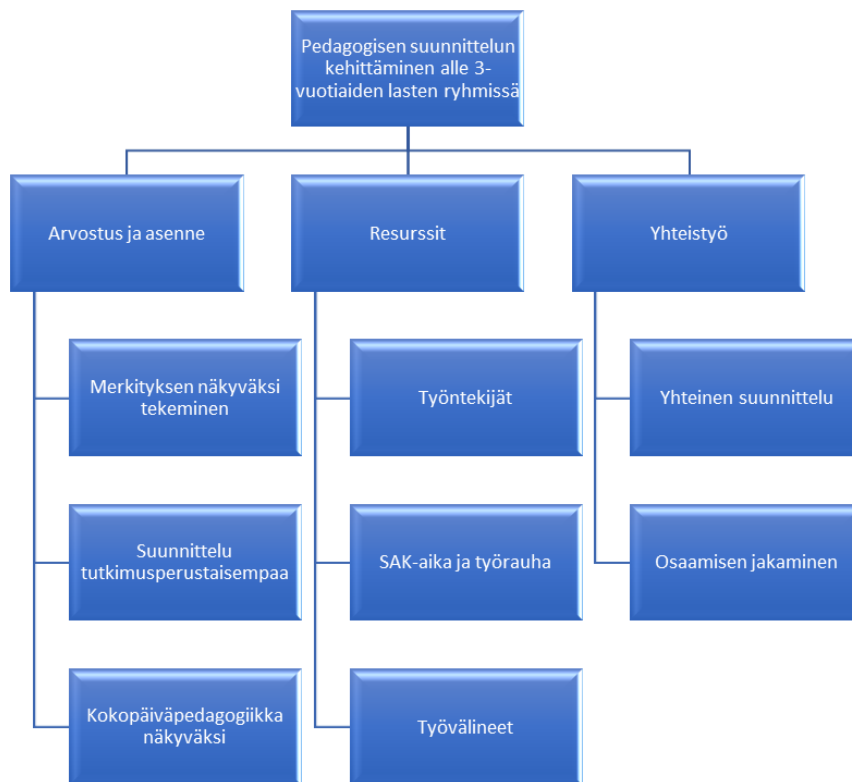 Pedagogisen suunnittelun
kehittäminen alle 3-
vuotiaiden lasten ryhmissä
Arvostus ja asenne
Resurssit
Yhteistyö
Merkityksen näkyväksi
tekeminen
Työntekijät
Yhteinen suunnittelu
Suunnittelu
tutkimusperustaisempaa
SAK-aika ja työrauha
Osaamisen jakaminen
Kokopäiväpedagogiikka
näkyväksi
Työvälineet